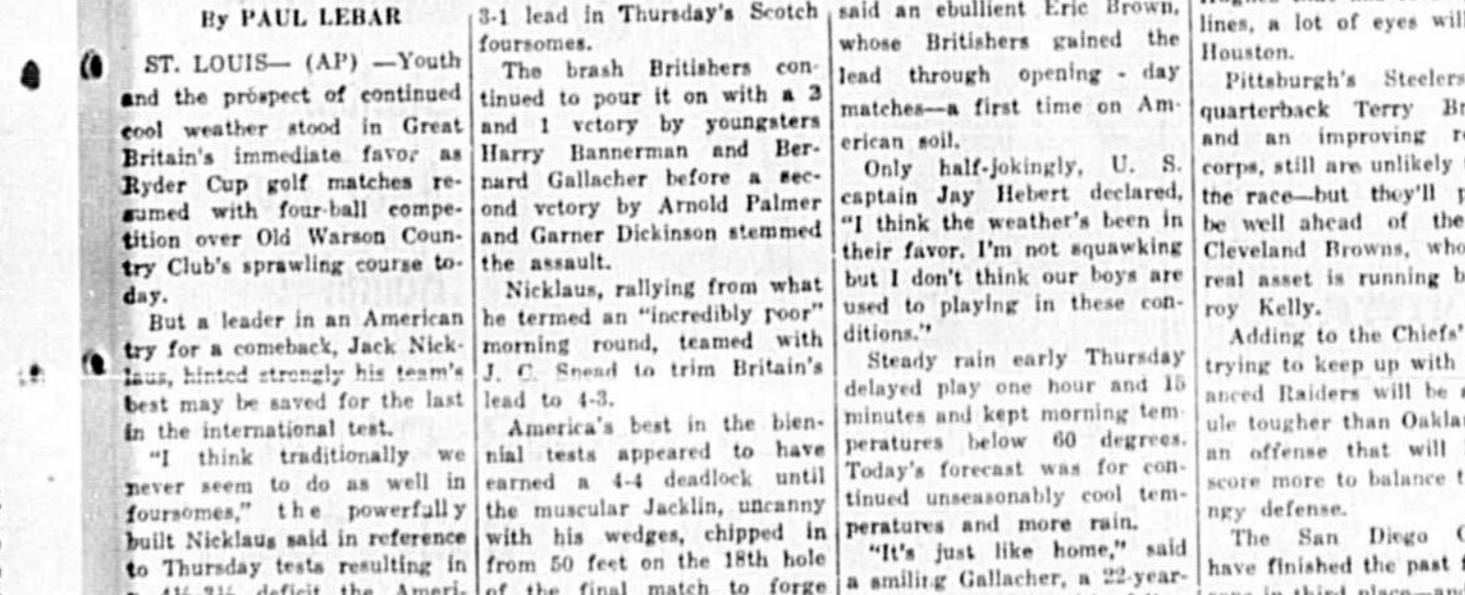 By PAUL LEBAR
ST. LOUIS— (AP) —Youth
and the prospect of continued
cool weather stood in Great
Britain's immediate favor as
Ryder Cup golf matches re-
sumed with four-ball compe-
tition over Old Warson Coun-
try Club's sprawling course to-
day.
But a leader in an American
try for a comeback, Jack Nick-
laus, hinted strongly his team's
best may be saved for the last
in the international test.
"I think traditionally we
never seem to do as well in
foursomes," the powerfully
built Nicklaus said in reference
to Thursday tests resulting in
deficit the Ameri-
3-1 lead in Thursday's Scotch
foursomes.
The brash Britishers con-
tinued to pour it on with a 2
and 1 vctory by youngsters
Harry Bannerman and Ber-
nard Gallacher before a sec-
ond vctory by Arnold Palmer
and Garner Dickinson stemmed
the assault.
Nicklaus, rallying from what
he termed an "incredibly poor"
morning round, teamed with
J. C. Snead to trim Britain's
lead to 4-3.
America's best in the bien-
nial tests appeared to have
earned a 4-4 deadlock until
the muscular Jacklin, uncanny
with his wedges, chipped in
from 50 feet on the 18th hole
of the final match to forge
said an ebullient Eric Brown,
whose Britishers gained the
lead through opening - day
matches—a first time on Am-
erican soil.
Only half-jokingly, U. S.
captain Jay Hebert declared,
"I think the weather's been in
their favor. I'm not squawking
but I don't think our boys are
used to playing in these con-
ditions."
Steady rain early Thursday
delayed play one hour and 15
minutes and kept morning tem-
peratures below 60 degrees.
Today's forecast was for con-
tinued unseasonably cool tem-
peratures and more rain.
"It's just like home," said
a smiling Gallacher, a 22-year-
lines, a lot of eyes will
Houston.
Pittsburgh's Steelers
quarterback Terry Br
and an improving re
corps, still are unlikely
the race—but they'll p
be well ahead of the
Cleveland Browns, who
real asset is running b
roy Kelly.
Adding to the Chiefs'
trying to keep up with
anced Raiders will be a
ule tougher than Oaklan
an offense that will
score more to balance t
ngy defense.
The San Diego C
have finished the past f
in third place—and